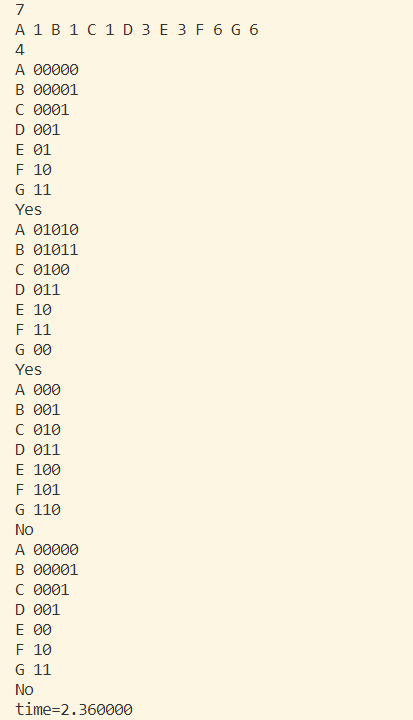 7
A 1 B 1 C 1 D 3 E 3 F 6 G 6
4
A 00000
B 00001
C 0001
D 001
E 01
F 10
G 11
Yes
A 01010
B 01011
C 0100
D 011
E 10
F 11
G 00
Yes
A 000
B 001
C 010
D 011
E 100
F 101
G 110
No
A 00000
B 00001
C 0001
D 001
E 00
F 10
G 11
No
time=2.360000